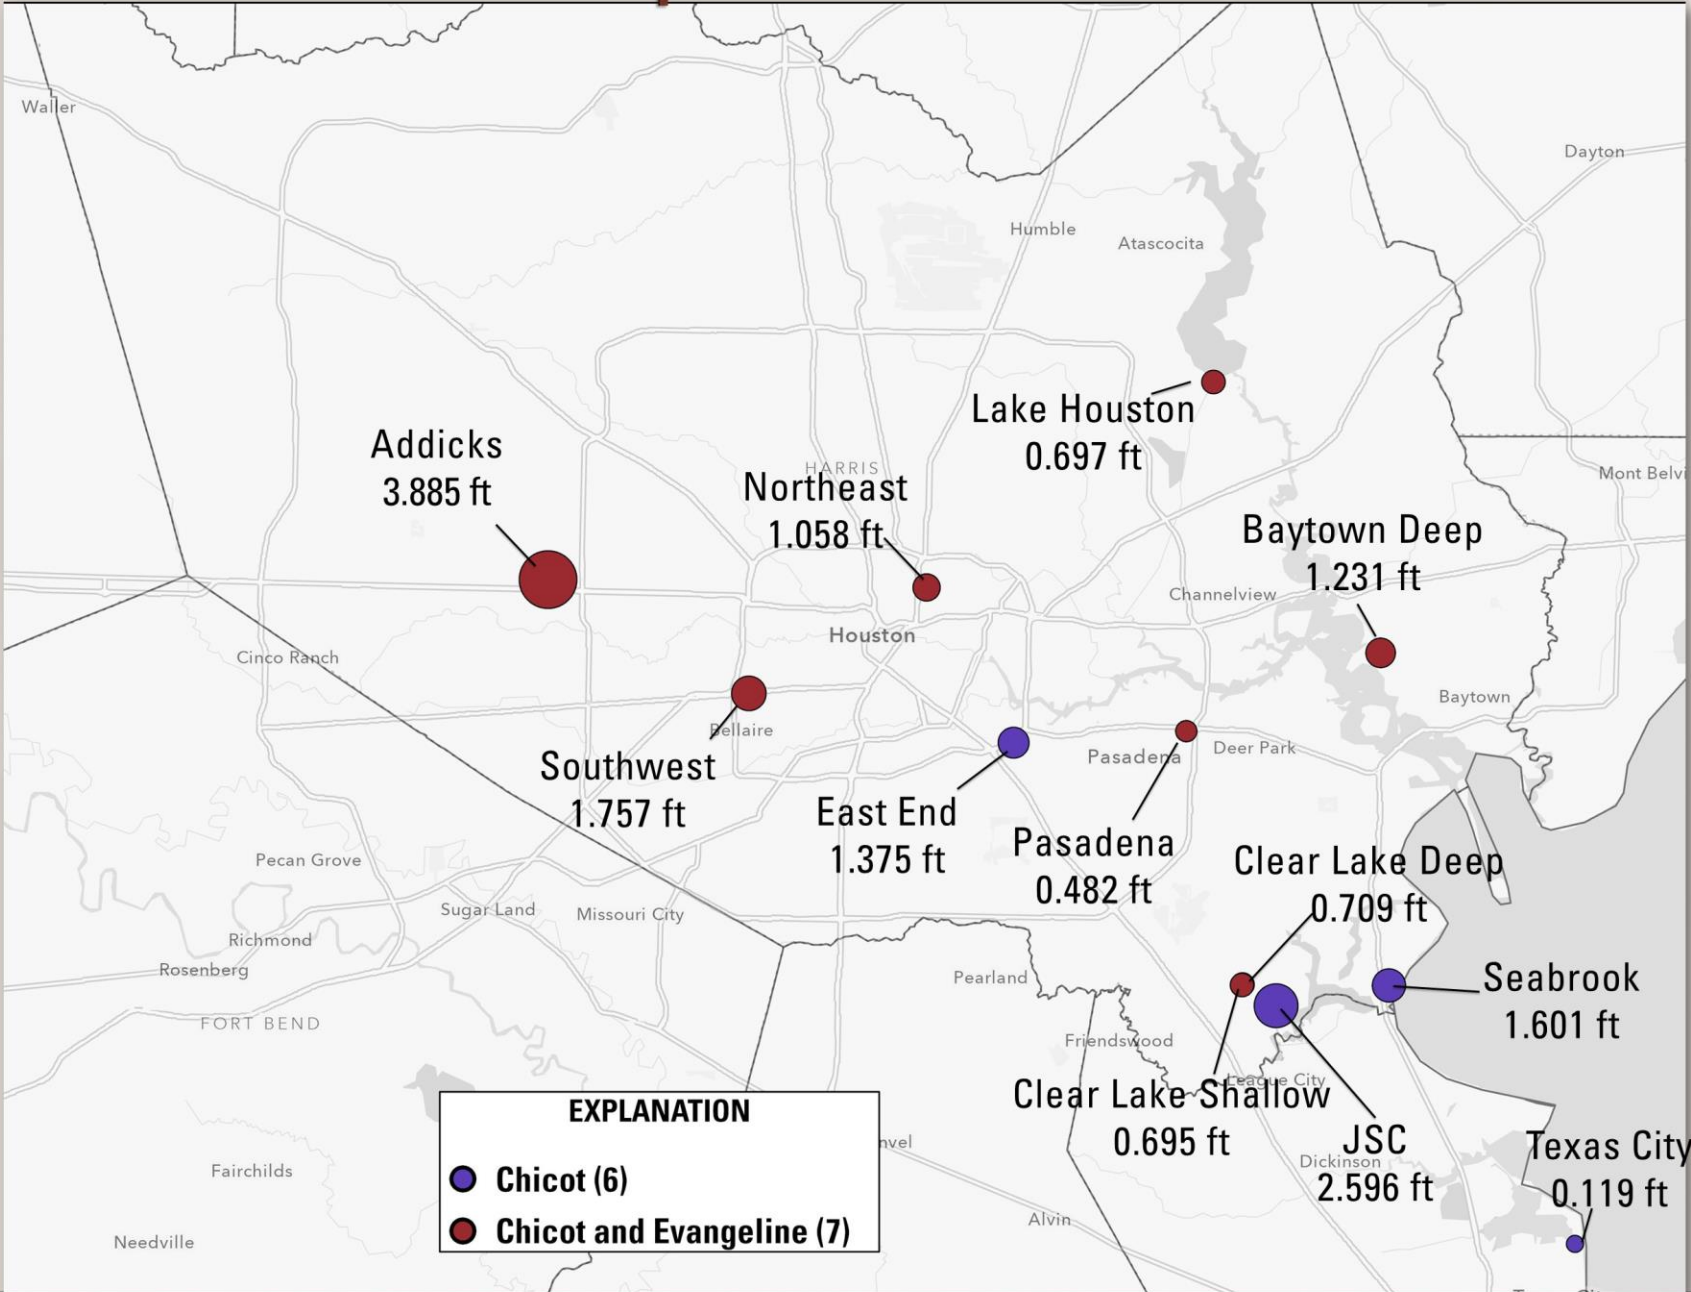 Waller
Dayton
Humble
Atascocita
Lake Houston
0.697 ft
Addicks
3.885 ft
HARRIS
Northeast
1.058 ft
Mont Belvi
Baytown Deep
1.231 ft
Channelview
Houston
Cinco Ranch
Baytown
Bellaire
Pasadena
Deer Park
Southwest
1.757 ft
East End
1.375 ft
Pasadena
0.482 ft
Clear Lake Deep
0.709 ft
Pecan Grove
Sugar Land
Missouri City
Richmond
Rosenberg
Pearland
Seabrook
1.601 ft
FORT BEND
Friendswood
League City
Clear Lake Shallow
0.695 ft
JSC
2.596 ft
Dickinson
Texas City
0.119 ft
EXPLANATION
Chicot (6)
Chicot and Evangeline (7)
nvel
Fairchilds
Alvin
Needville